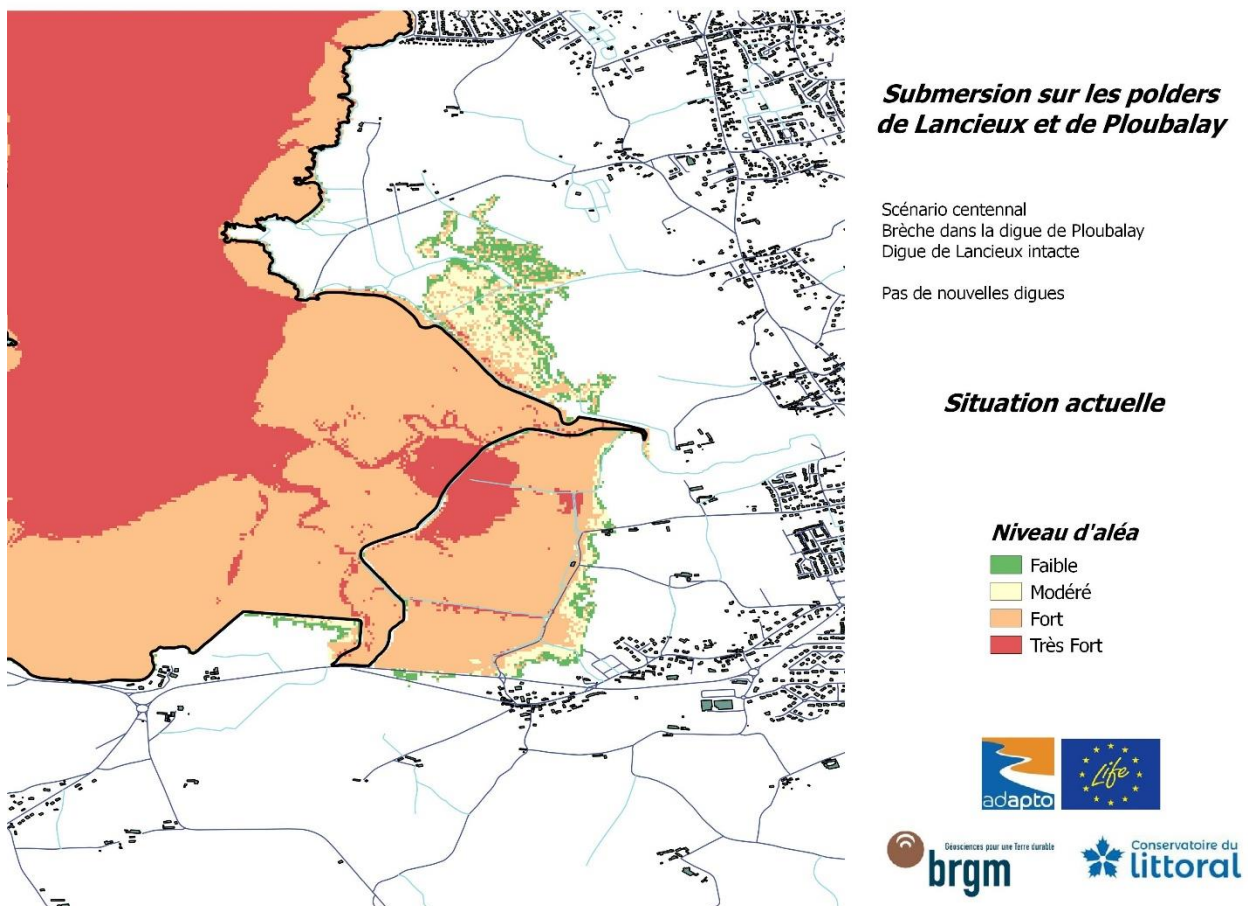 Submersion sur les polders
de Lancieux et de Ploubalay
Scénario centennal
Brèche dans la digue de Ploubalay
Digue de Lancieux intacte
Pas de nouvelles digues
Situation actuelle
Niveau d'aléa
Faible
Modéré
Fort
Très Fort
adapto
Life
Géosciences pour une Terre durable
brgm
Conservatoire du
littoral